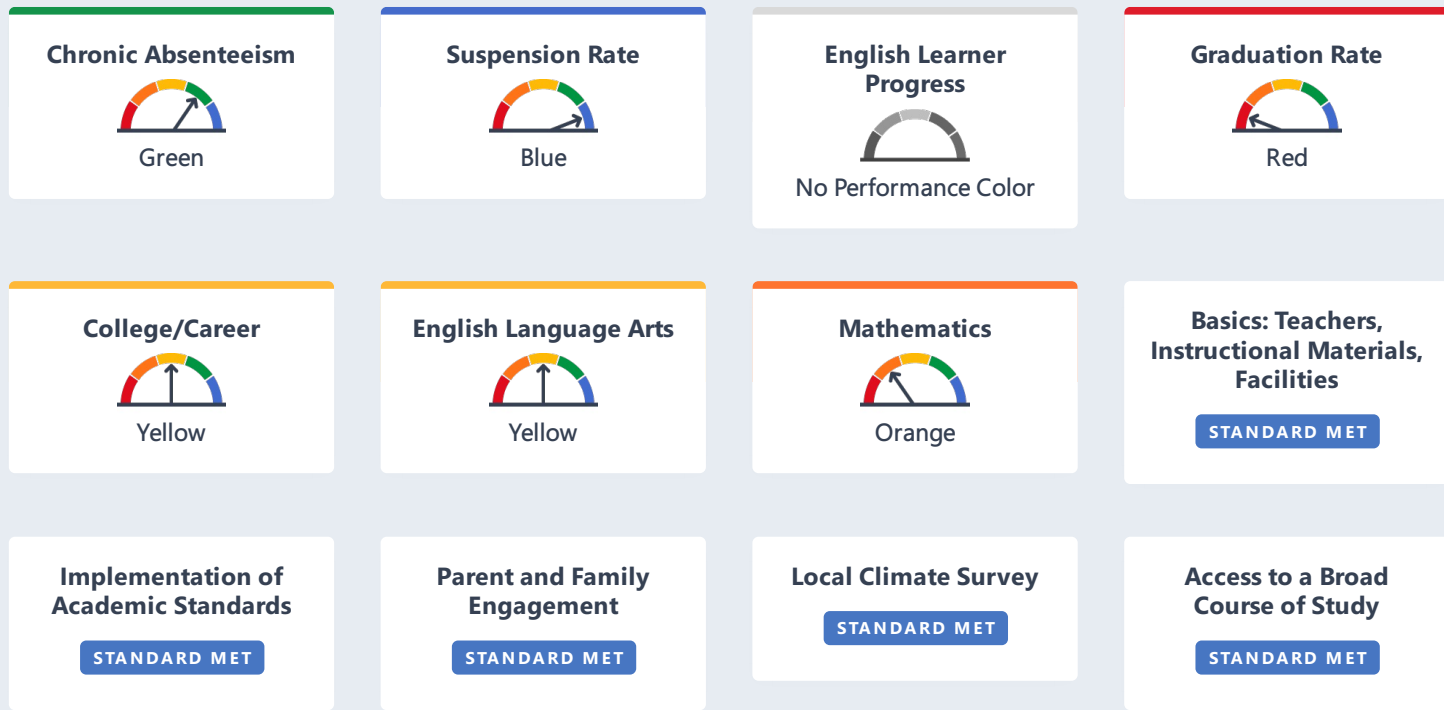 Chronic Absenteeism
Green
Suspension Rate
Blue
English Learner
Progress
No Performance Color
Graduation Rate
Red
College/Career
Yellow
English Language Arts
Yellow
Mathematics
Orange
Basics: Teachers,
Instructional Materials,
Facilities
STANDARD MET
Implementation of
Academic Standards
STANDARD MET
Parent and Family
Engagement
STANDARD MET
Local Climate Survey
STANDARD MET
Access to a Broad
Course of Study
STANDARD MET